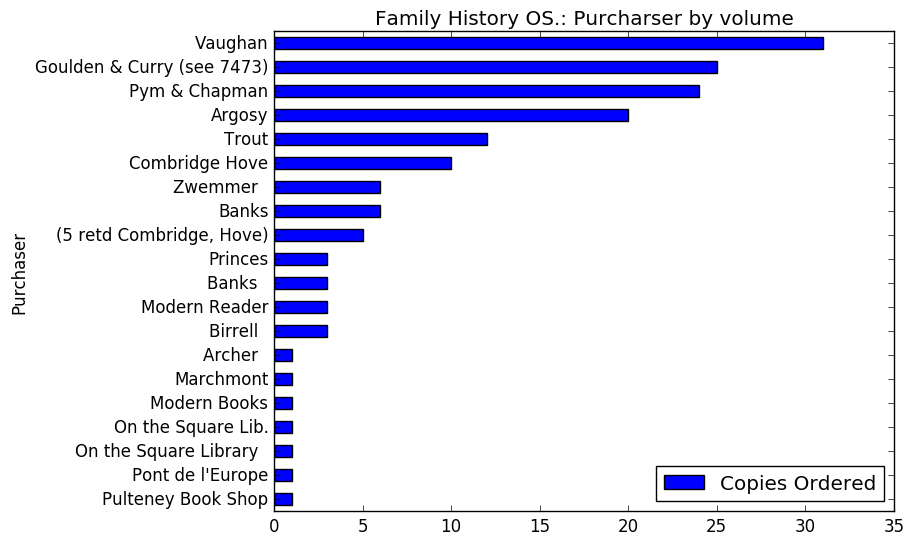 Family History OS.: Purcharser by volume
Purchaser
Vaughan
Goulden & Curry (see 7473)
Pym & Chapman
Argosy
Trout
Combridge Hove
Zwemmer
Banks
(5 retd Combridge, Hove)
Princes
Banks
Modern Reader
Birrell
Archer
Marchmont
Modern Books
On the Square Lib.
On the Square Library
Pont de l'Europe
Pulteney Book Shop
Copies Ordered
0 5 10 15 20 25 30 35